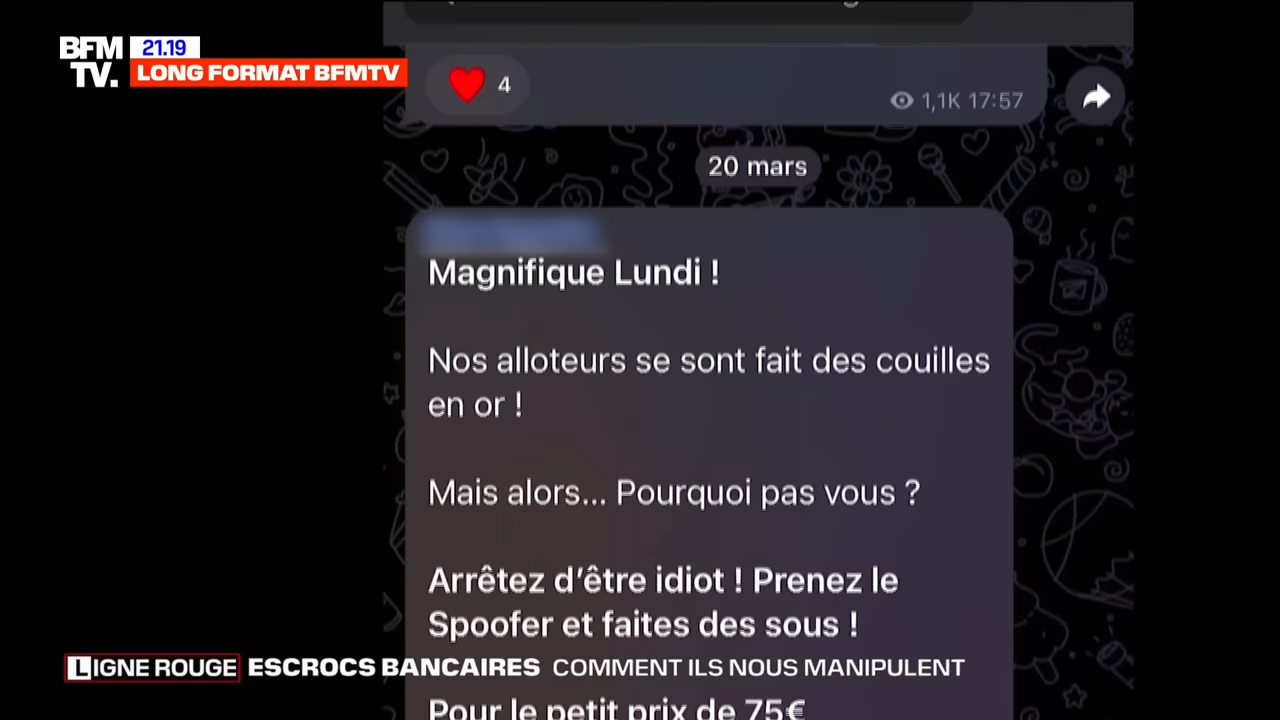 BFM
TV.
21.19
LONG FORMAT BFMTV
4
1,1K 17:57
20 mars
Magnifique Lundi !
Nos alloteurs se sont fait des couilles
en or !
Mais alors... Pourquoi pas vous ?
Arrêtez d’être idiot ! Prenez le
Spoofer et faites des sous !
LIGNE ROUGE ESCROCS BANCAIRES COMMENT ILS NOUS MANIPULENT
Pour le petit prix de 75€